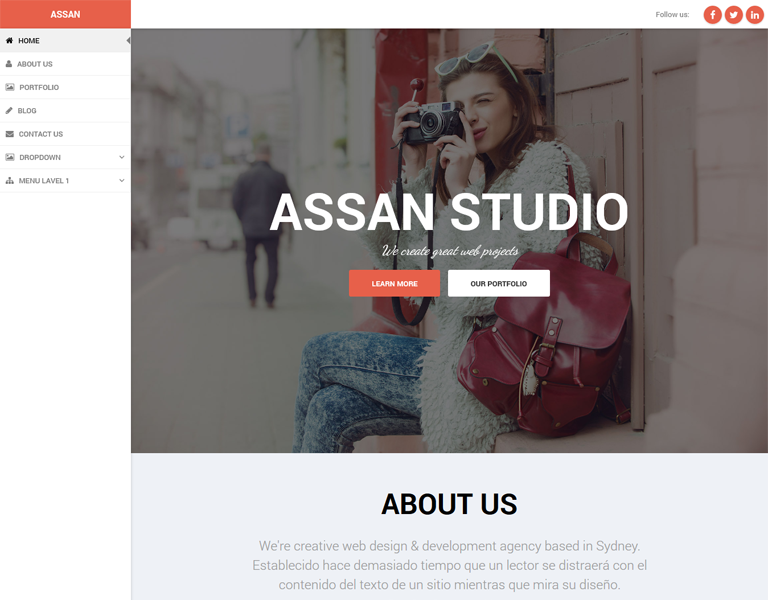 ASSAN
Follow us:
HOME
ABOUT US
PORTFOLIO
BLOG
CONTACT US
DROPDOWN
MENU LAVEL 1
ASSAN STUDIO
We create great web projects
LEARN MORE
OUR PORTFOLIO
ABOUT US
We're creative web design & development agency based in Sydney.
Establecido hace demasiado tiempo que un lector se distraerá con el
contenido del texto de un sitio mientras que mira su diseño.